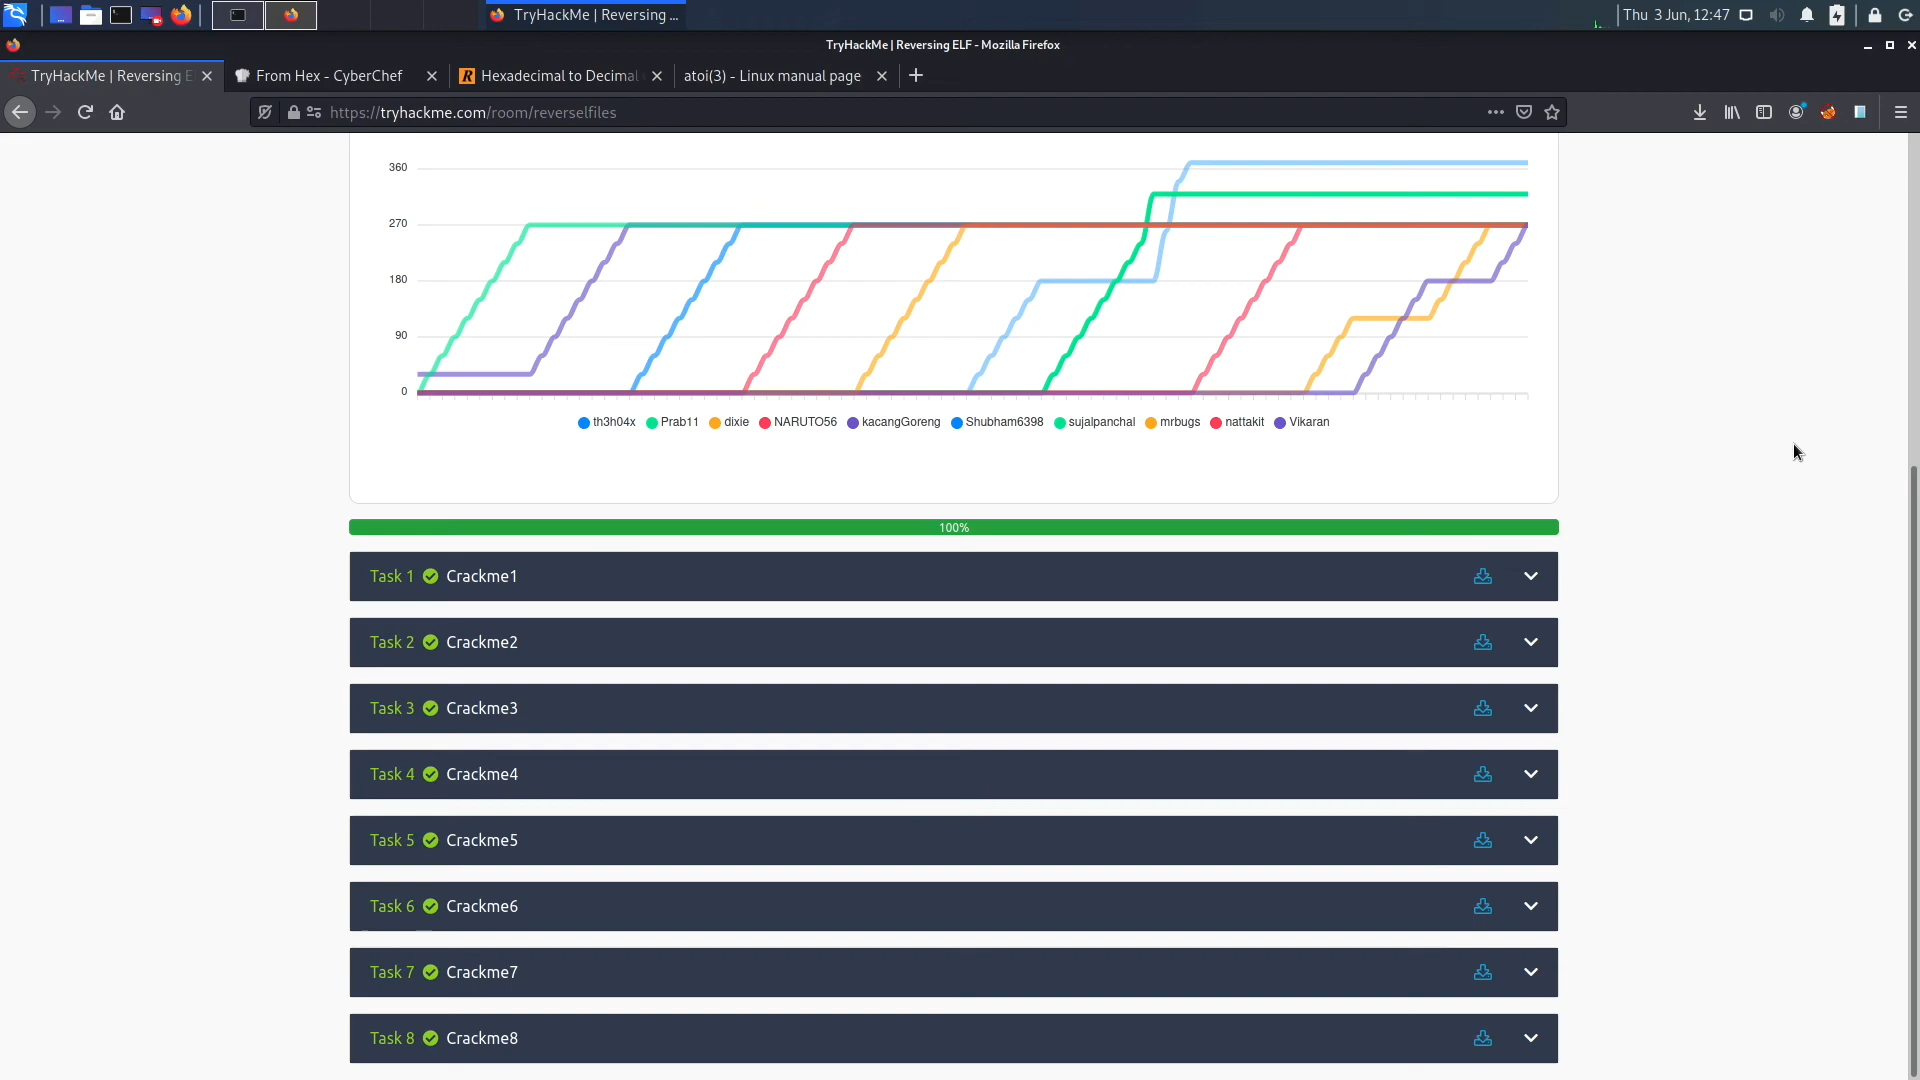 TryHackMe | Reversing ...
Thu 3 Jun, 12:47
TryHackMe | Reversing ELF - Mozilla Firefox
TryHackMe | Reversing E
From Hex - CyberChef
Hexadecimal to Decimal
atoi(3) - Linux manual page
https://tryhackme.com/room/reverselfiles
360
270
180
90
0
th3h04x Prab11 dixie NARUTO56 kacangGoreng Shubham6398 sujalpanchal mrbugs nattakit Vikaran
100%
Task 1 Crackme1
Task 2 Crackme2
Task 3 Crackme3
Task 4 Crackme4
Task 5 Crackme5
Task 6 Crackme6
Task 7 Crackme7
Task 8 Crackme8